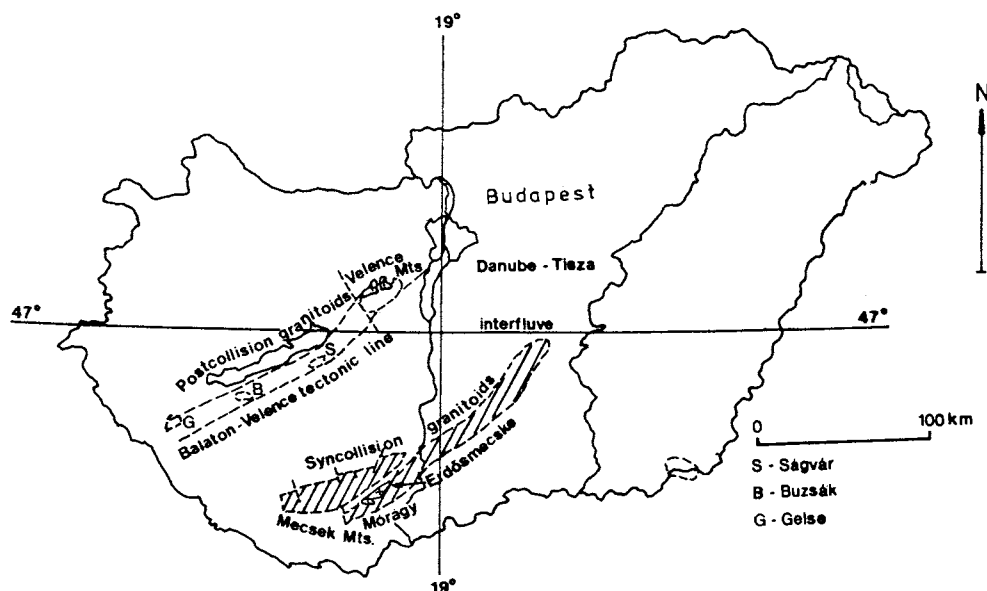 19°
N
Budapest
Velence Mts
Danube - Tisza
47°
47°
interfluve
Postcollision granitoids
S
B
G
Balaton-Velence tectonic line
granitoids
0 100 km
Syncollision
Erdősmecske
S - Ságvár
B - Buzsák
G - Gelse
Mecsek Mts.
Mórágy
19°